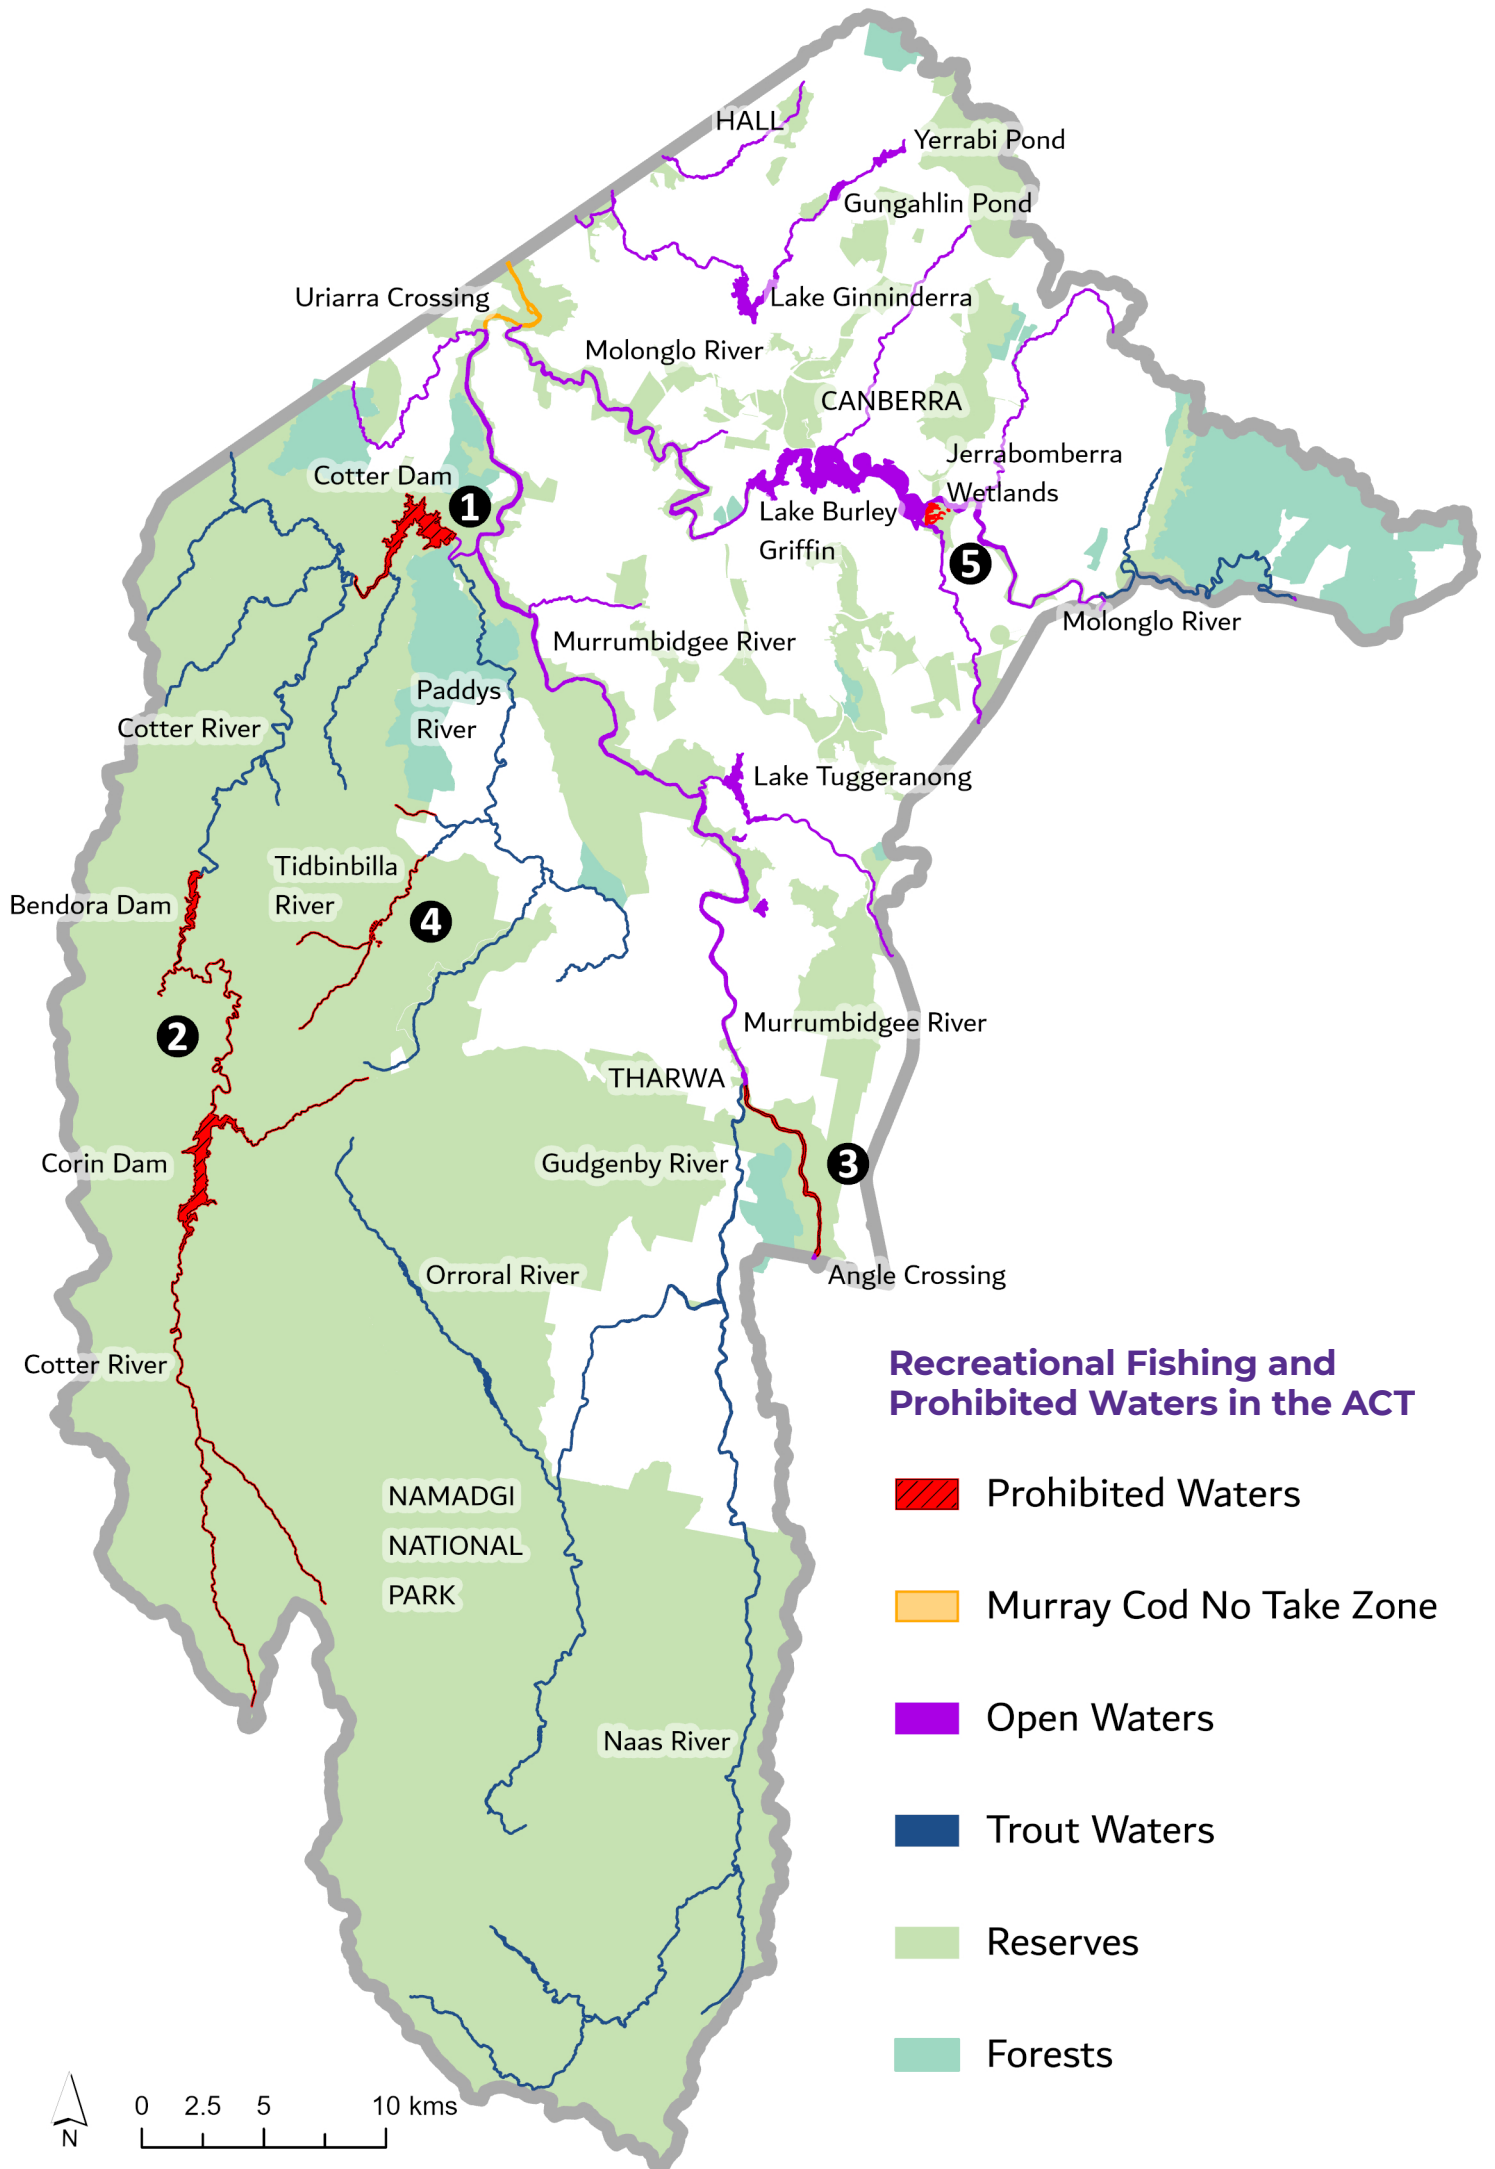 HALL
Yerrabi Pond
Gungahlin Pond
Uriarra Crossing
Lake Ginninderra
Molonglo River
CANBERRA
Jerrabomberra
Wetlands
Cotter Dam
1
Lake Burley
Griffin
5
Molonglo River
Murrumbidgee River
Paddys
River
Cotter River
Lake Tuggeranong
Tidbinbilla
River
Bendora Dam
4
2
Murrumbidgee River
THARWA
Corin Dam
Gudgenby River
3
Orroral River
Angle Crossing
Cotter River
Recreational Fishing and
Prohibited Waters in the ACT
Prohibited Waters
NAMADGI
NATIONAL
PARK
Murray Cod No Take Zone
Open Waters
Naas River
Trout Waters
Reserves
Forests
0 2.5 5 10 kms
N